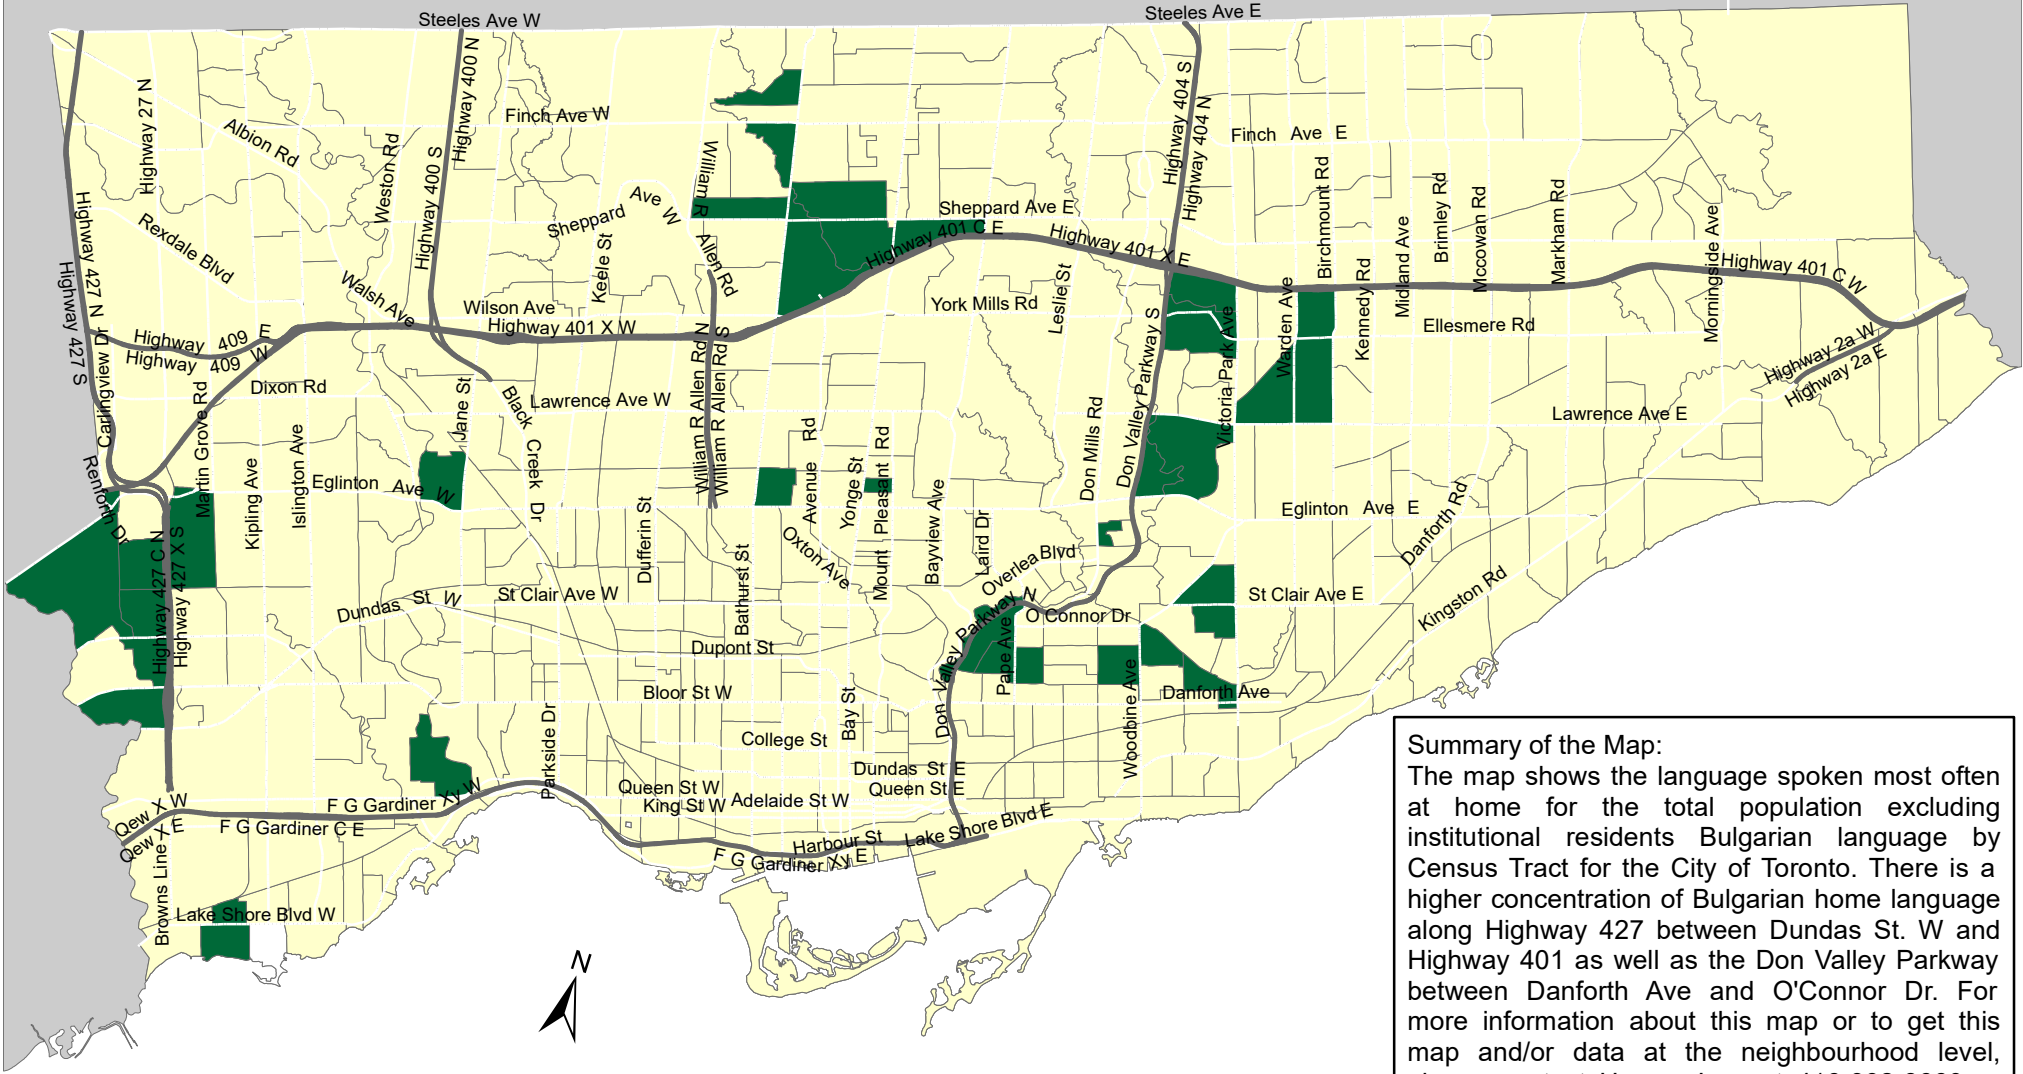 Steeles Ave W
Steeles Ave E
Highway 27 N
Albion Rd
Weston Rd
Highway 400 N
Highway 400 S
Finch Ave W
William R
Allen Rd
Highway 404 S
Highway 404 N
Finch Ave E
Highway 427 N
Highway 427 S
Rexdale Blvd
Walsh Ave
Sheppard Ave W
Keele St
Sheppard Ave E
Highway 401 C E
Highway 401 X E
Leslie St
Birchmount Rd
Kennedy Rd
Midland Ave
Brimley Rd
Mccowan Rd
Markham Rd
Morningside Ave
Highway 401 C W
Highway 2a W
Highway 2a E
Wilson Ave
Highway 401 X W
York Mills Rd
Ellesmere Rd
Warden Ave
Victoria Park Ave
Highway 409 E
Highway 409 W
Carlingview Dr
Dixon Rd
Martin Grove Rd
Jane St
Black Creek Dr
Lawrence Ave W
William R Allen Rd N
William R Allen Rd S
Lawrence Ave E
Don Valley Parkway S
Don Mills Rd
Renforth Dr
Kipling Ave
Islington Ave
Eglinton Ave W
Dufferin St
Bathurst St
Avenue Rd
Yonge St
Mount Pleasant Rd
Oxton Ave
Bayview Ave
Laird Dr
Overlea Blvd
Eglinton Ave E
Danforth Rd
Kingston Rd
Highway 427 C N
Highway 427 X S
Dundas St W
St Clair Ave W
St Clair Ave E
O Connor Dr
Don Valley Parkway N
Pape Ave
Dupont St
Bloor St W
Bay St
Danforth Ave
Woodbine Ave
Parkside Dr
College St
Dundas St E
Queen St E
Queen St W
King St W
Adelaide St W
F G Gardiner Xy W
F G Gardiner C E
Qew X W
Qew X E
Browns Line
Harbour St
Lake Shore Blvd E
F G Gardiner Xy E
Lake Shore Blvd W
N
Summary of the Map:
The map shows the language spoken most often
at home for the total population excluding
institutional residents Bulgarian language by
Census Tract for the City of Toronto. There is a
higher concentration of Bulgarian home language
along Highway 427 between Dundas St. W and
Highway 401 as well as the Don Valley Parkway
between Danforth Ave and O'Connor Dr. For
more information about this map or to get this
map and/or data at the neighbourhood level,